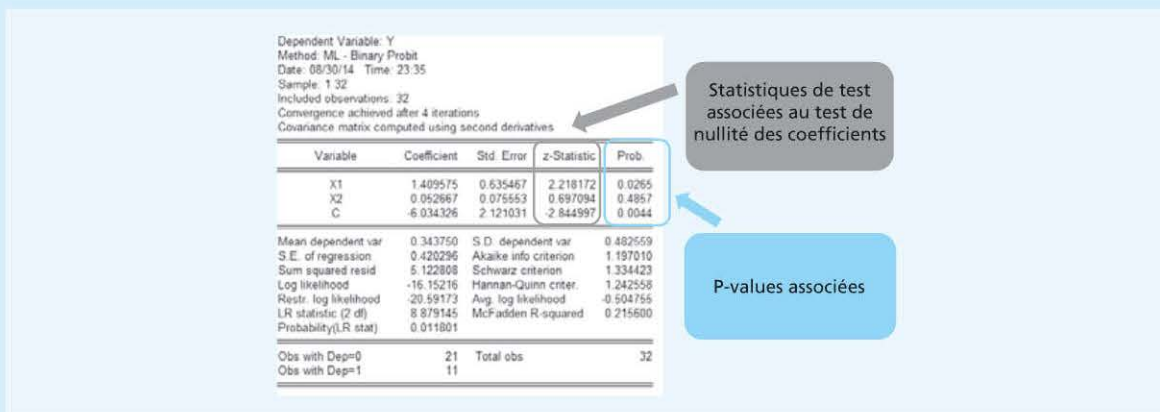 Dependent Variable: Y
Method: ML - Binary Probit
Date: 08/30/14 Time: 23:35
Sample: 1 32
Included observations: 32
Convergence achieved after 4 iterations
Covariance matrix computed using second derivatives
Variable Coefficient Std. Error z-Statistic Prob.
X1 1.409575 0.635467 2.218172 0.0265
X2 0.052667 0.075553 0.697094 0.4857
C -6.034326 2.121031 -2.844997 0.0044
Mean dependent var 0.343750 S.D. dependent var 0.482559
S.E. of regression 0.420296 Akaike info criterion 1.197010
Sum squared resid 5.122808 Schwarz criterion 1.334423
Log likelihood -16.15216 Hannan-Quinn criter. 1.242558
Restr. log likelihood -20.59173 Avg. log likelihood -0.504755
LR statistic (2 df) 8.879145 McFadden R-squared 0.215600
Probability(LR stat) 0.011801
Obs with Dep=0 21 Total obs 32
Obs with Dep=1 11
Statistiques de test
associées au test de
nullité des coefficients
P-values associées